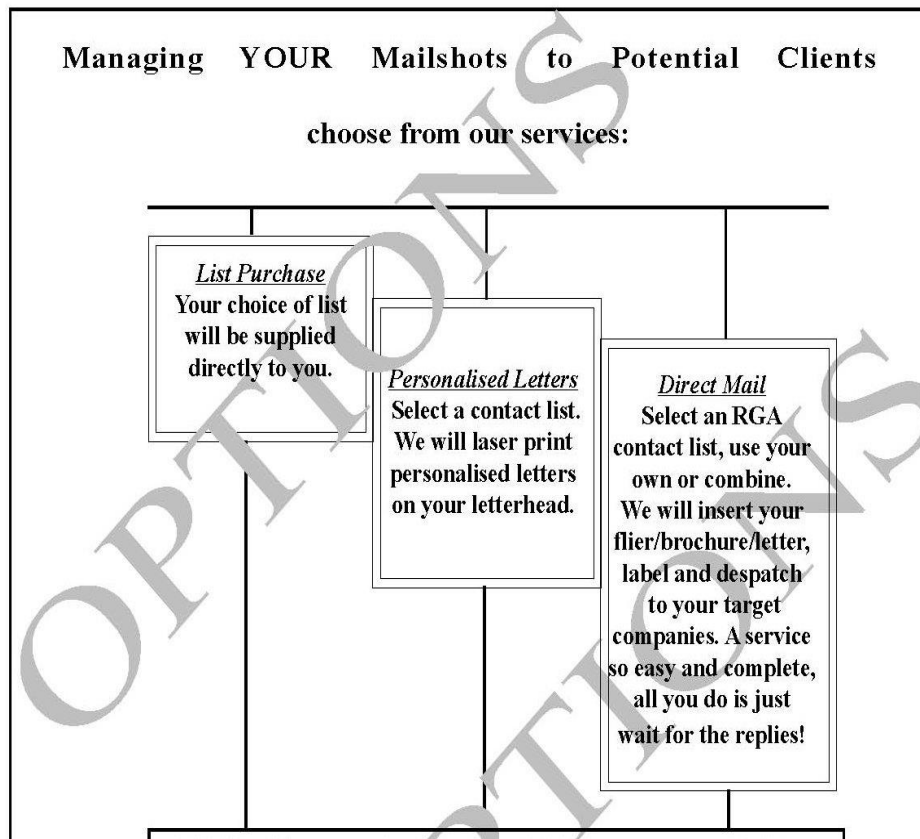 Managing YOUR Mailshots to Potential Clients
choose from our services:
List Purchase
Your choice of list
will be supplied
directly to you.
Personalised Letters
Select a contact list.
We will laser print
personalised letters
on your letterhead.
Direct Mail
Select an RGA
contact list, use your
own or combine.
We will insert your
flier/brochure/letter,
label and despatch
to your target
companies. A service
so easy and complete,
all you do is just
wait for the replies!
OPTIONS
OPTIONS